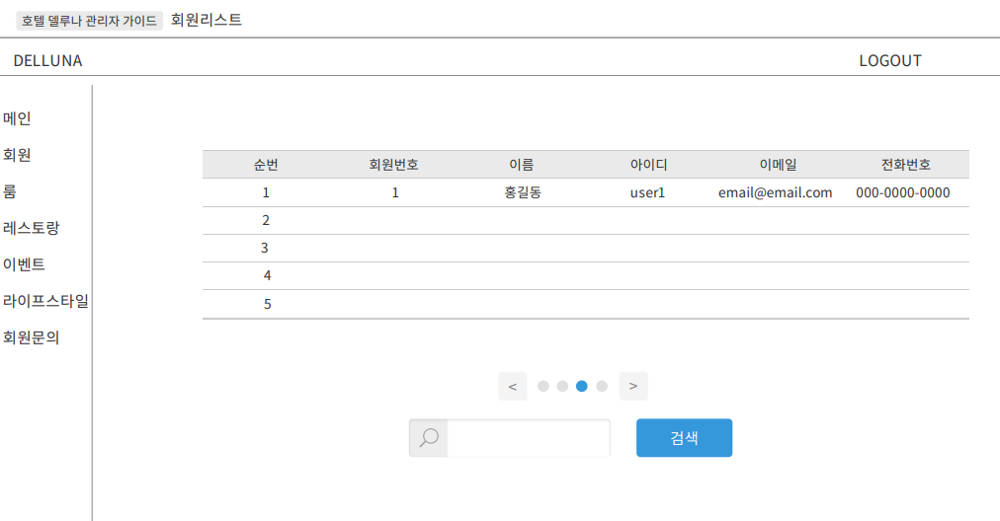 호텔 델루나 관리자 가이드 회원리스트
DELLUNA LOGOUT
메인
회원
룸
레스토랑
이벤트
라이프스타일
회원문의
순번 회원번호 이름 아이디 이메일 전화번호
1 1 홍길동 user1 email@email.com 000-0000-0000
2
3
4
5
< >
검색